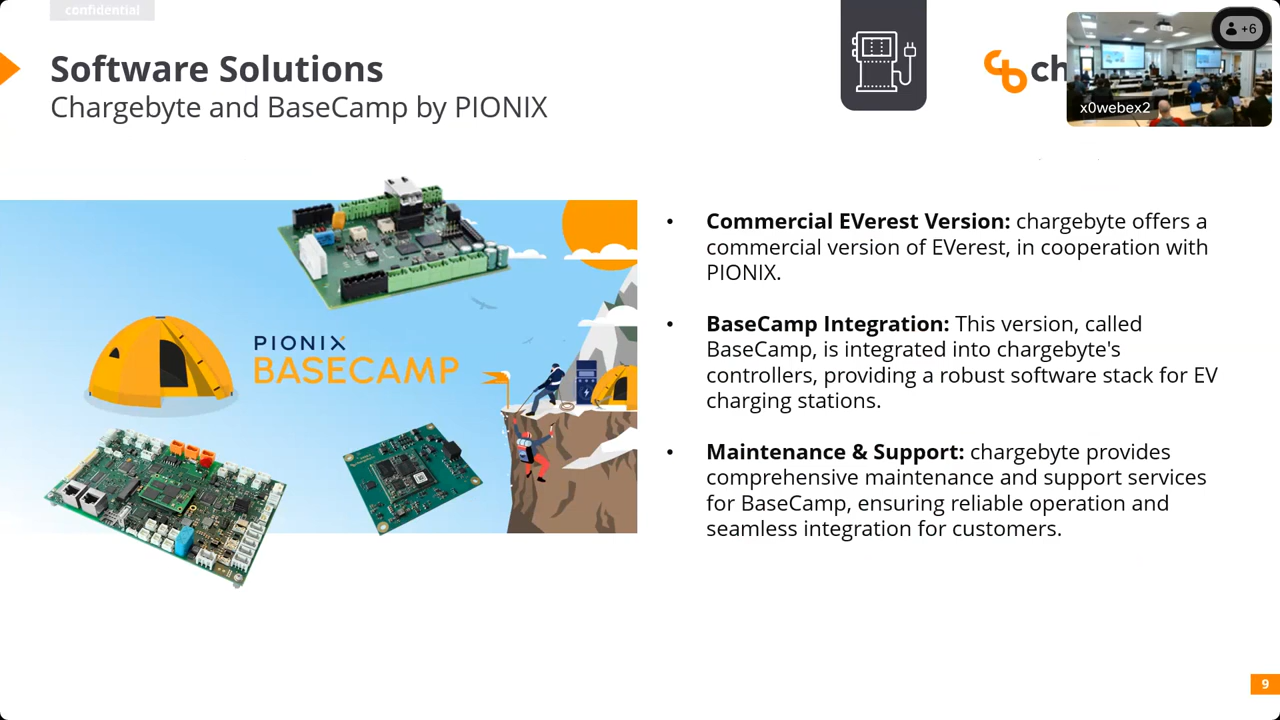 confidential
Software Solutions
Chargebyte and BaseCamp by PIONIX
ch
+6
x0webex2
PIONIX
BASECAMP
• Commercial EVerest Version: chargebyte offers a
commercial version of EVerest, in cooperation with
PIONIX.
• BaseCamp Integration: This version, called
BaseCamp, is integrated into chargebyte's
controllers, providing a robust software stack for EV
charging stations.
• Maintenance & Support: chargebyte provides
comprehensive maintenance and support services
for BaseCamp, ensuring reliable operation and
seamless integration for customers.
9